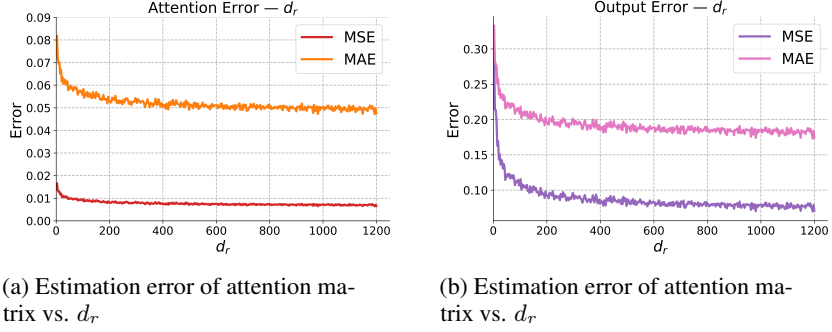 Attention Error — d_r
0.09
0.08
0.07
0.06
0.05
0.04
0.03
0.02
0.01
0.00
Error
MSE
MAE
0 200 400 600 800 1000 1200
d_r
Output Error — d_r
0.30
0.25
0.20
0.15
0.10
Error
MSE
MAE
0 200 400 600 800 1000 1200
d_r
(a) Estimation error of attention ma-
trix vs. d_r
(b) Estimation error of attention ma-
trix vs. d_r